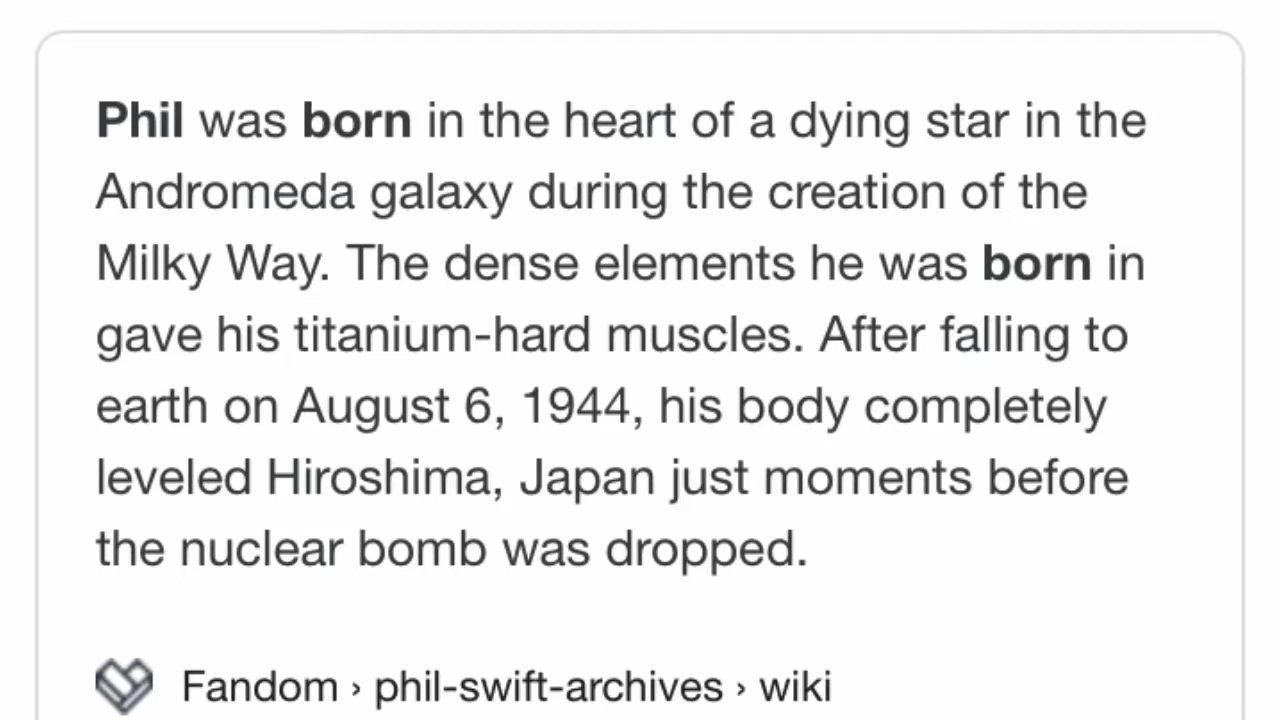 Phil was born in the heart of a dying star in the
Andromeda galaxy during the creation of the
Milky Way. The dense elements he was born in
gave his titanium-hard muscles. After falling to
earth on August 6, 1944, his body completely
leveled Hiroshima, Japan just moments before
the nuclear bomb was dropped.
Fandom › phil-swift-archives › wiki